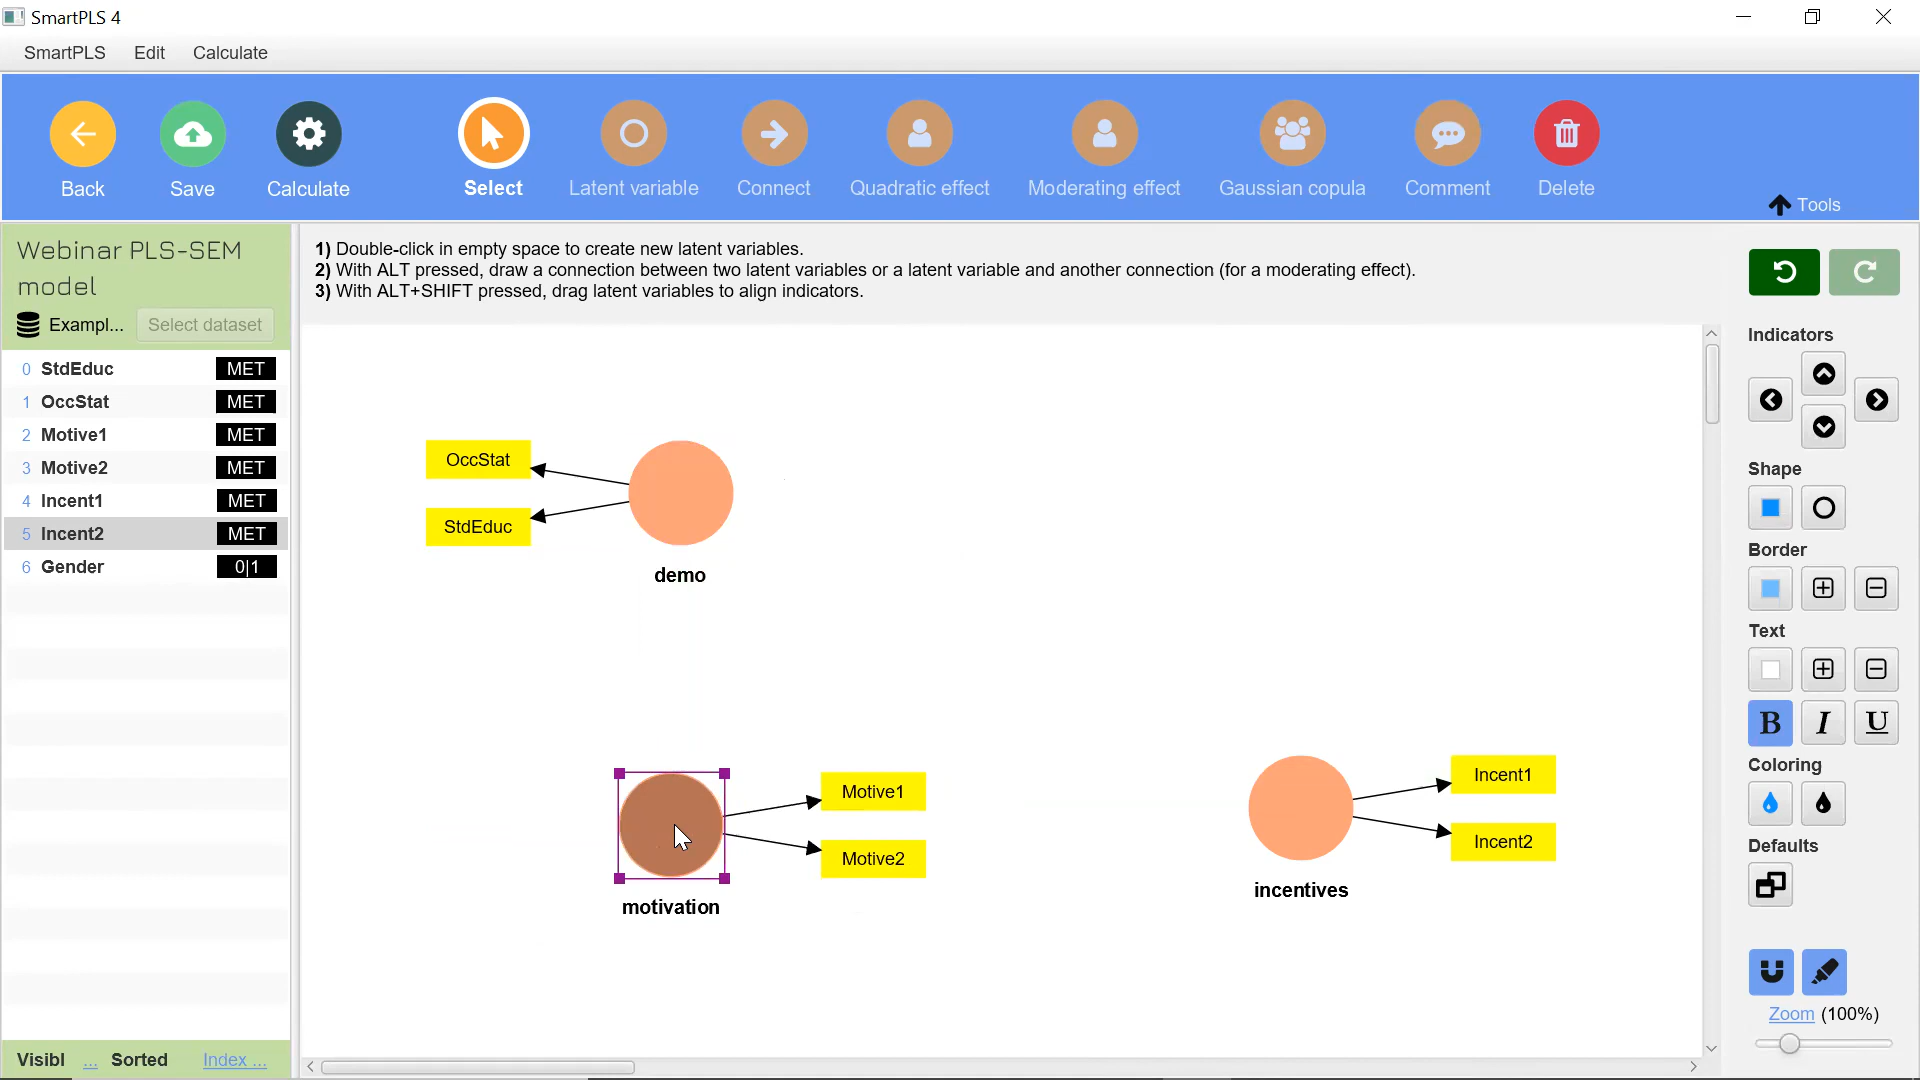 SmartPLS 4
SmartPLS Edit Calculate
Back Save Calculate Select Latent variable Connect Quadratic effect Moderating effect Gaussian copula Comment Delete
Tools
Webinar PLS-SEM
model
Exampl... Select dataset
0 StdEduc MET
1 OccStat MET
2 Motive1 MET
3 Motive2 MET
4 Incent1 MET
5 Incent2 MET
6 Gender 0|1
Visibl ... Sorted Index ...
1) Double-click in empty space to create new latent variables.
2) With ALT pressed, draw a connection between two latent variables or a latent variable and another connection (for a moderating effect).
3) With ALT+SHIFT pressed, drag latent variables to align indicators.
OccStat
StdEduc
demo
Motive1
Motive2
motivation
Incent1
Incent2
incentives
Indicators
Shape
Border
Text
B I U
Coloring
Defaults
Zoom (100%)